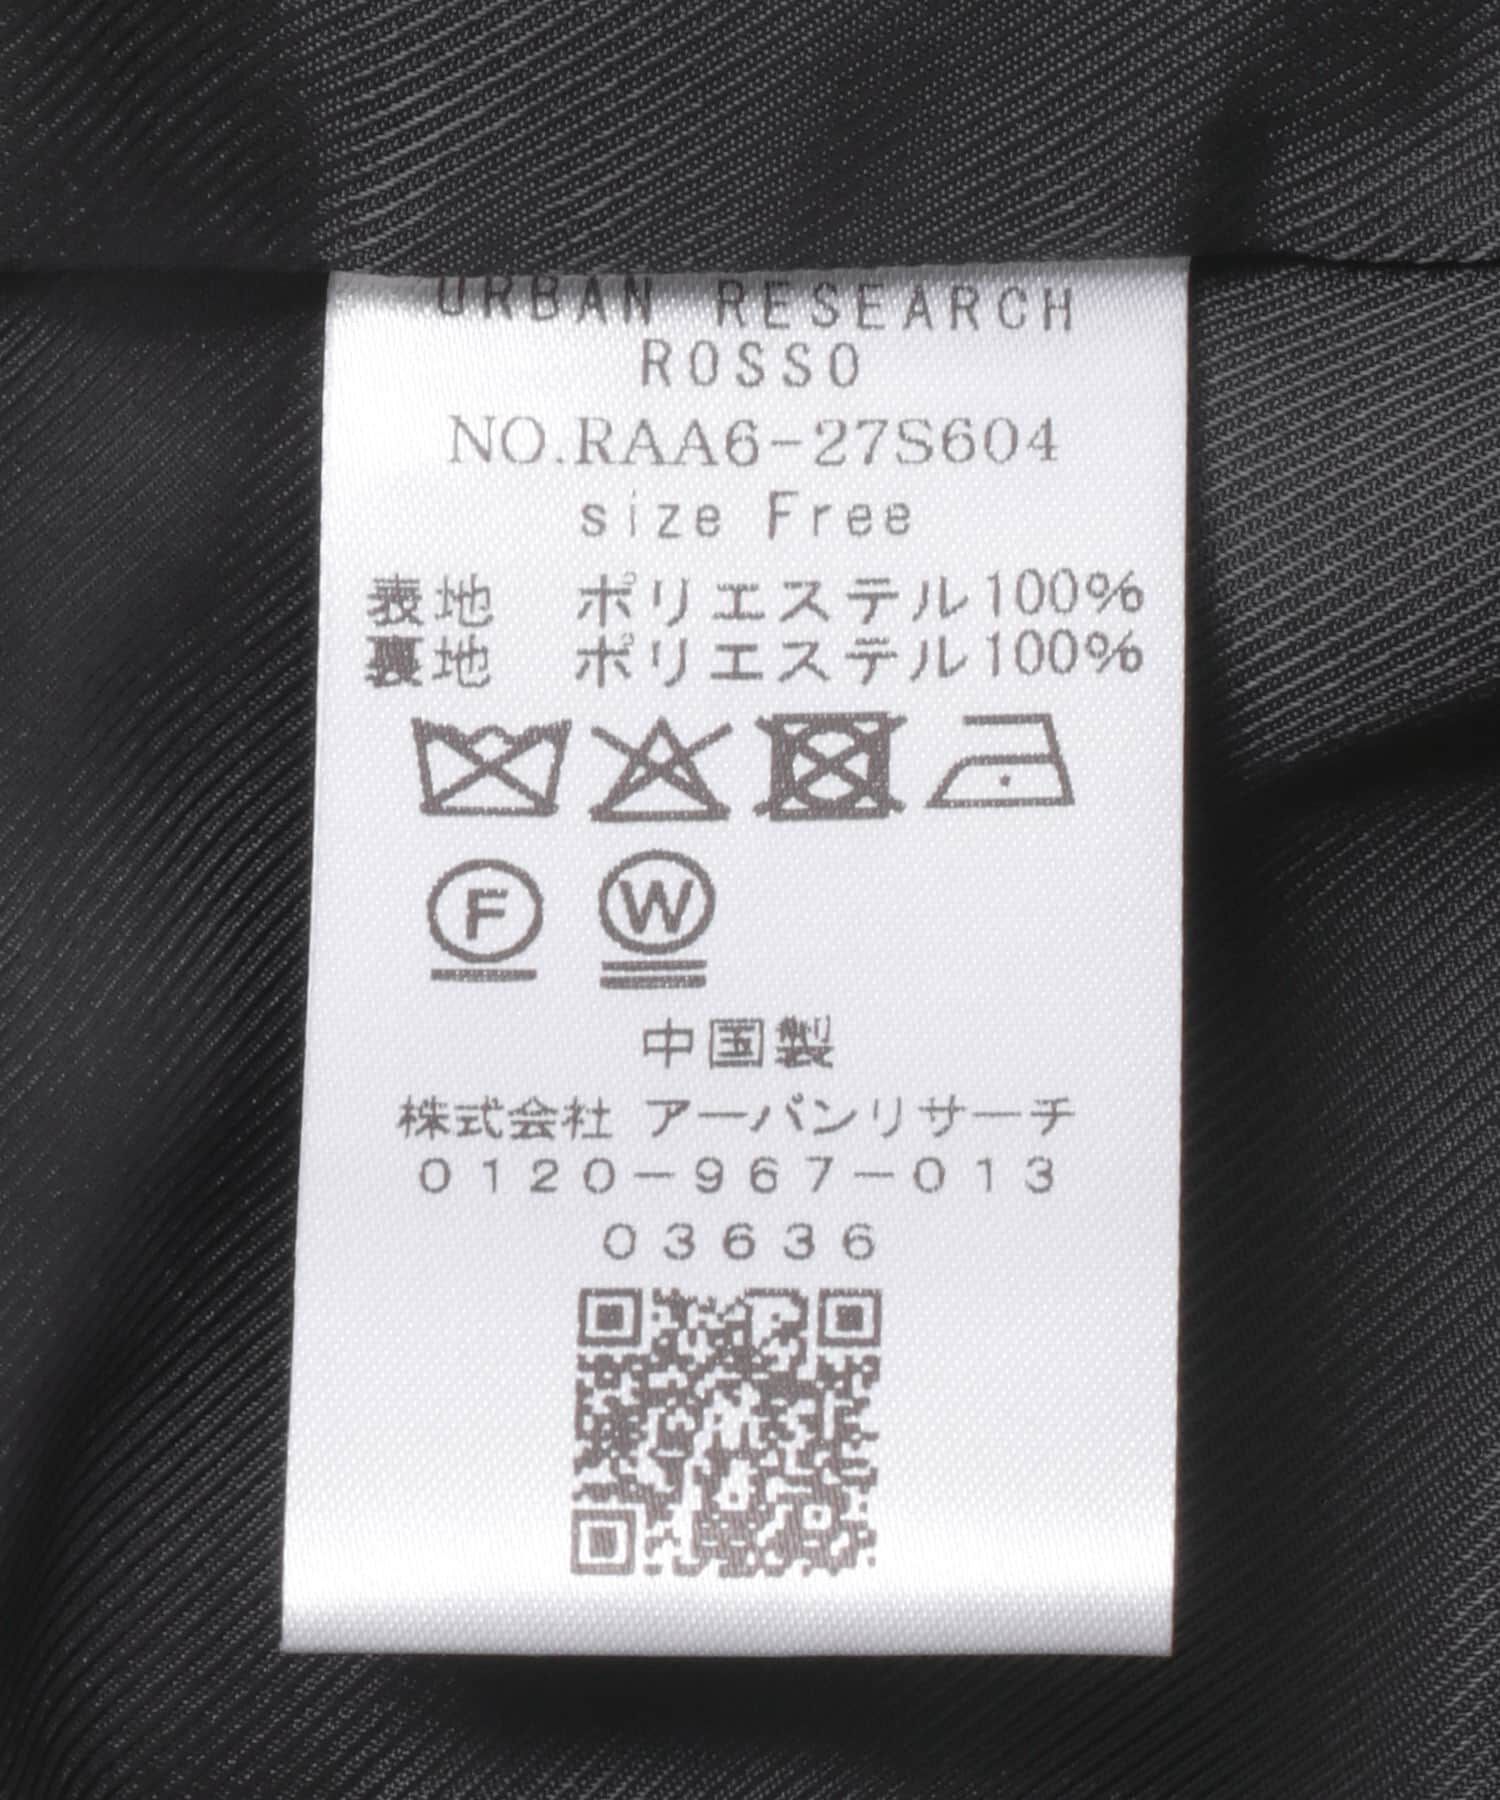 URBAN RESEARCH
ROSSO
NO.RAA6-27S604
size Free
表地 ポリエステル100%
裏地 ポリエステル100%
F W
中国製
株式会社 アーバンリサーチ
0120-967-013
03636